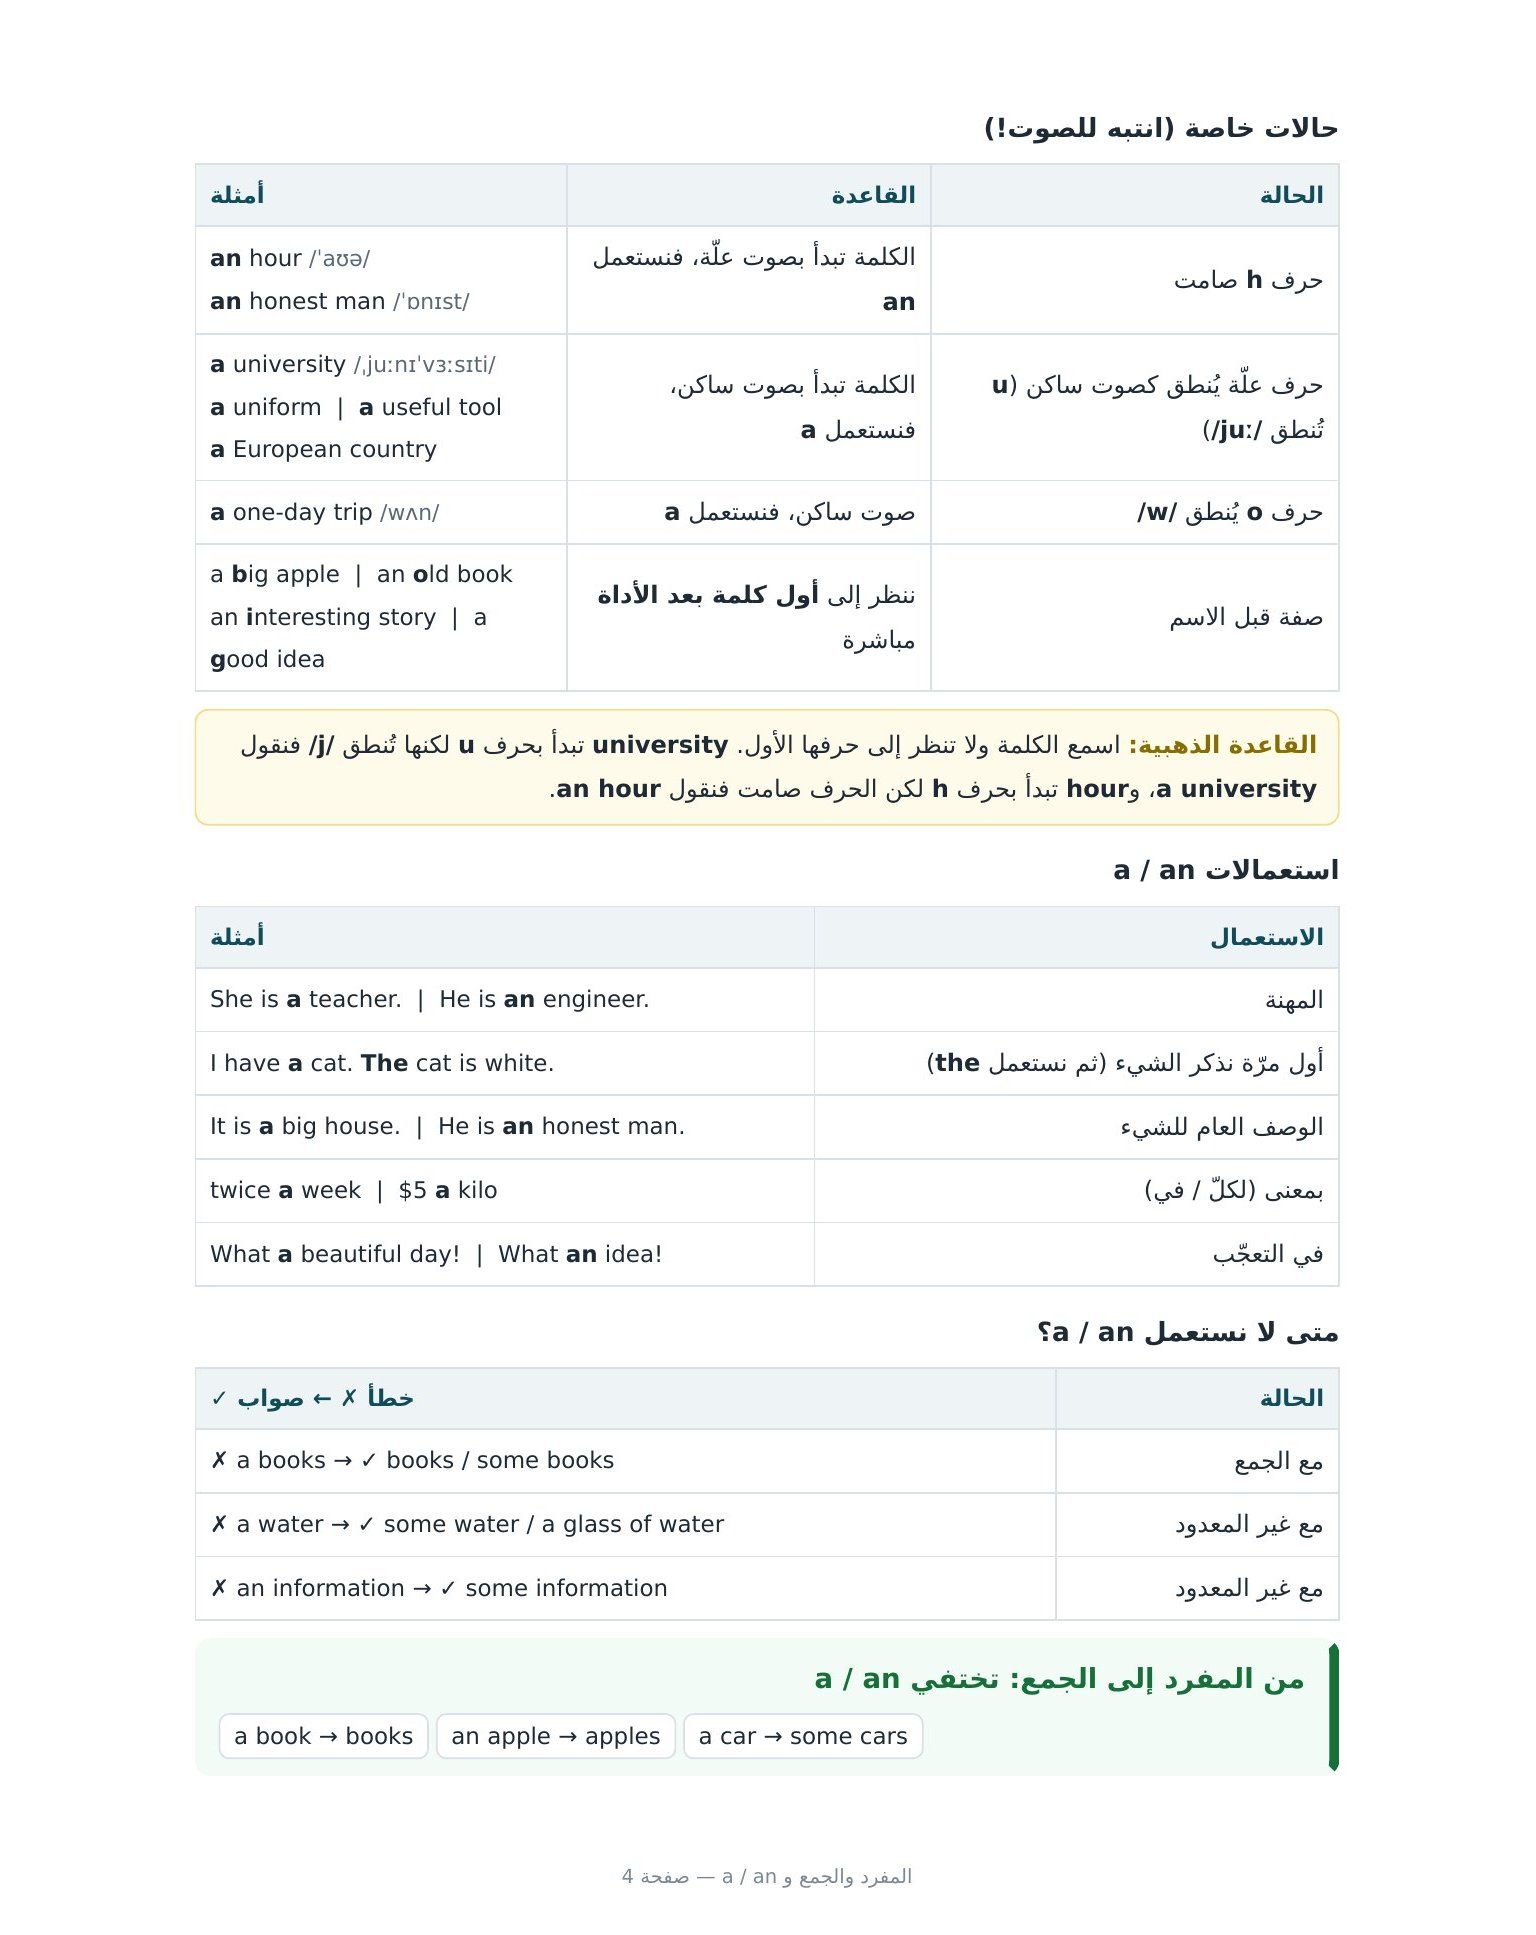 حالات خاصة (انتبه للصوت!)
الحالة
القاعدة
أمثلة
حرف h صامت
الكلمة تبدأ بصوت علّة، فنستعمل
an
an hour /ˈaʊə/
an honest man /ˈɒnɪst/
حرف علّة يُنطق كصوت ساكن (u
تُنطق /juː/)
الكلمة تبدأ بصوت ساكن،
فنستعمل a
a university /ˌjuːnɪˈvɜːsɪti/
a uniform | a useful tool
a European country
حرف o يُنطق /w/
صوت ساكن، فنستعمل a
a one-day trip /wʌn/
صفة قبل الاسم
ننظر إلى أول كلمة بعد الأداة
مباشرة
a big apple | an old book
an interesting story | a
good idea
القاعدة الذهبية: اسمع الكلمة ولا تنظر إلى حرفها الأول. university تبدأ بحرف u لكنها تُنطق /j/ فنقول
a university، وhour تبدأ بحرف h لكن الحرف صامت فنقول an hour.
استعمالات a / an
الاستعمال
أمثلة
المهنة
She is a teacher. | He is an engineer.
أول مرّة نذكر الشيء (ثم نستعمل the)
I have a cat. The cat is white.
الوصف العام للشيء
It is a big house. | He is an honest man.
بمعنى (لكلّ / في)
twice a week | $5 a kilo
في التعجّب
What a beautiful day! | What an idea!
متى لا نستعمل a / an؟
الحالة
خطأ ✗ ← صواب ✓
مع الجمع
✗ a books → ✓ books / some books
مع غير المعدود
✗ a water → ✓ some water / a glass of water
مع غير المعدود
✗ an information → ✓ some information
من المفرد إلى الجمع: تختفي a / an
a book → books
an apple → apples
a car → some cars
المفرد والجمع و a / an — صفحة 4